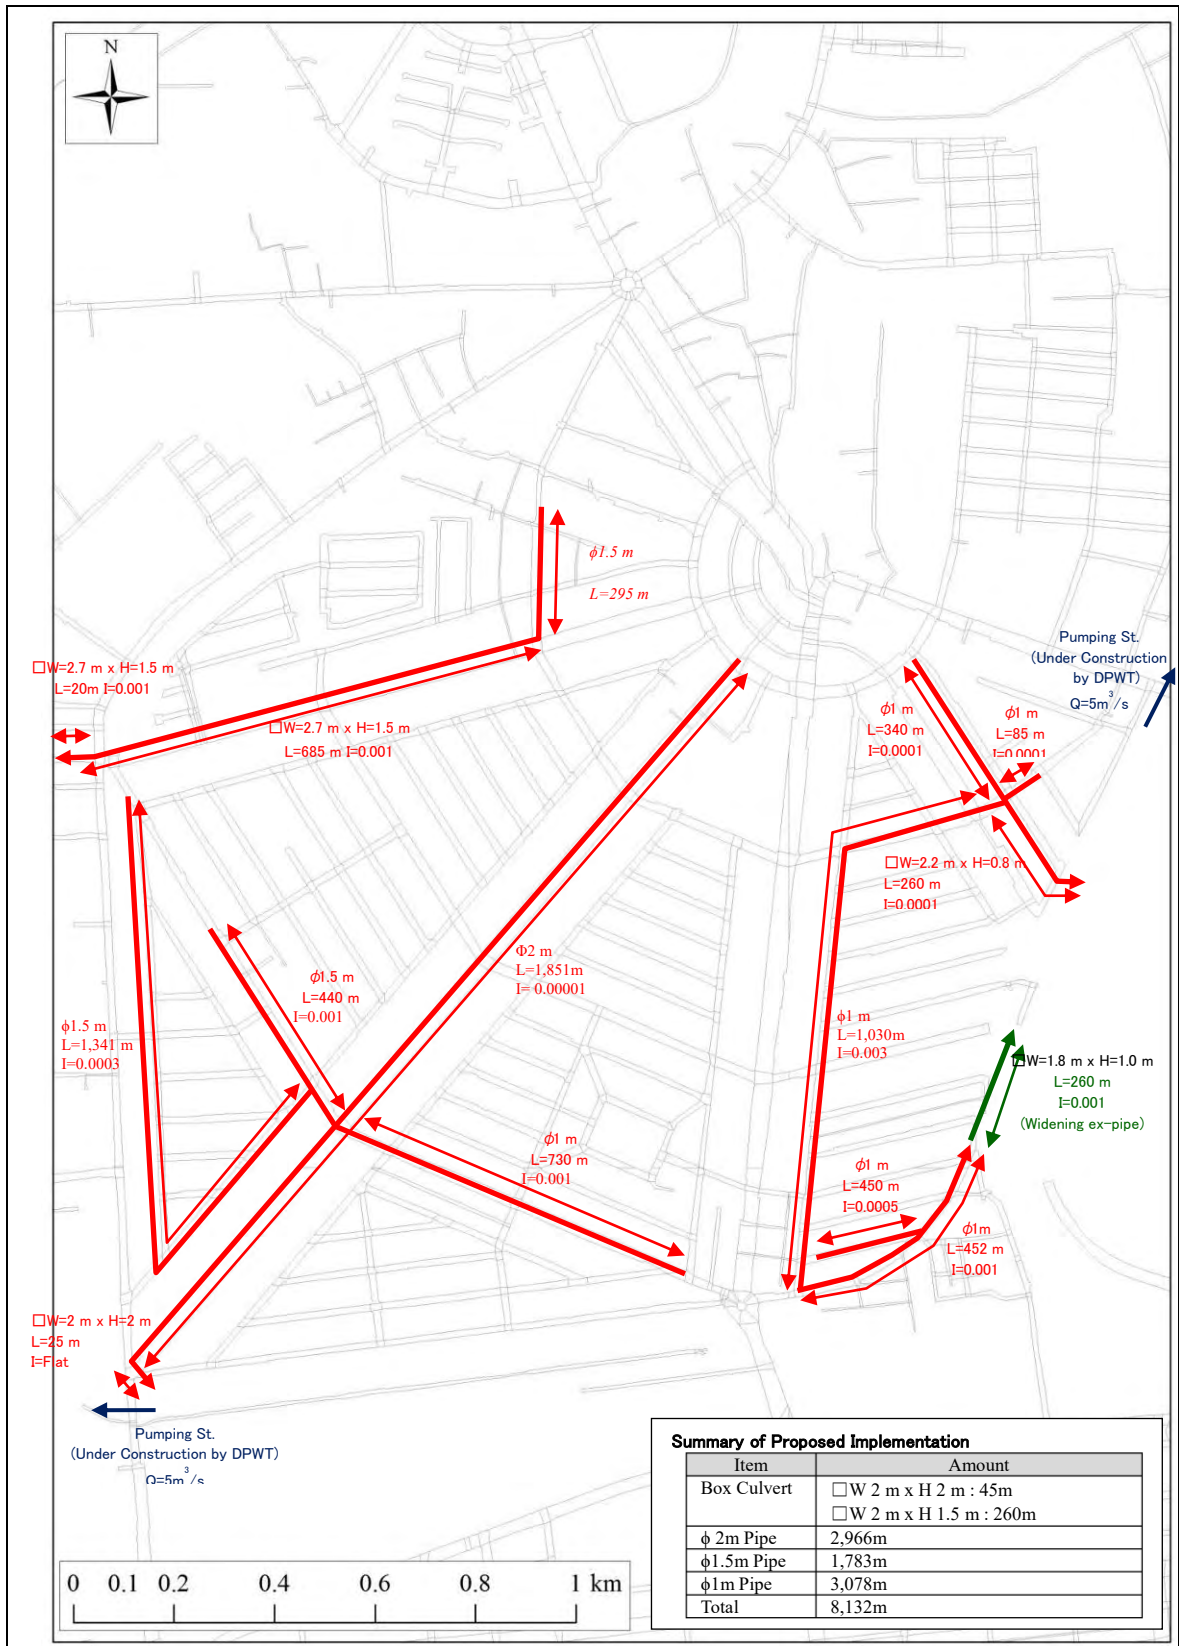 N
ϕ1.5 m
L=295 m
□W=2.7 m x H=1.5 m
L=20m I=0.001
□W=2.7 m x H=1.5 m
L=685 m I=0.001
Pumping St.
(Under Construction
by DPWT)
Q=5m³/s
ϕ1 m
L=340 m
I=0.0001
ϕ1 m
L=85 m
I=0.0001
□W=2.2 m x H=0.8 m
L=260 m
I=0.0001
Φ2 m
L=1,851m
I= 0.00001
ϕ1.5 m
L=440 m
I=0.001
ϕ1.5 m
L=1,341 m
I=0.0003
ϕ1 m
L=1,030m
I=0.003
□W=1.8 m x H=1.0 m
L=260 m
I=0.001
(Widening ex-pipe)
ϕ1 m
L=730 m
I=0.001
ϕ1 m
L=450 m
I=0.0005
ϕ1m
L=452 m
I=0.001
□W=2 m x H=2 m
L=25 m
I=Flat
Pumping St.
(Under Construction by DPWT)
Q=5m³/s
Summary of Proposed Implementation
Item Amount
Box Culvert □W 2 m x H 2 m : 45m
□W 2 m x H 1.5 m : 260m
ϕ 2m Pipe 2,966m
ϕ1.5m Pipe 1,783m
ϕ1m Pipe 3,078m
Total 8,132m
0 0.1 0.2 0.4 0.6 0.8 1 km